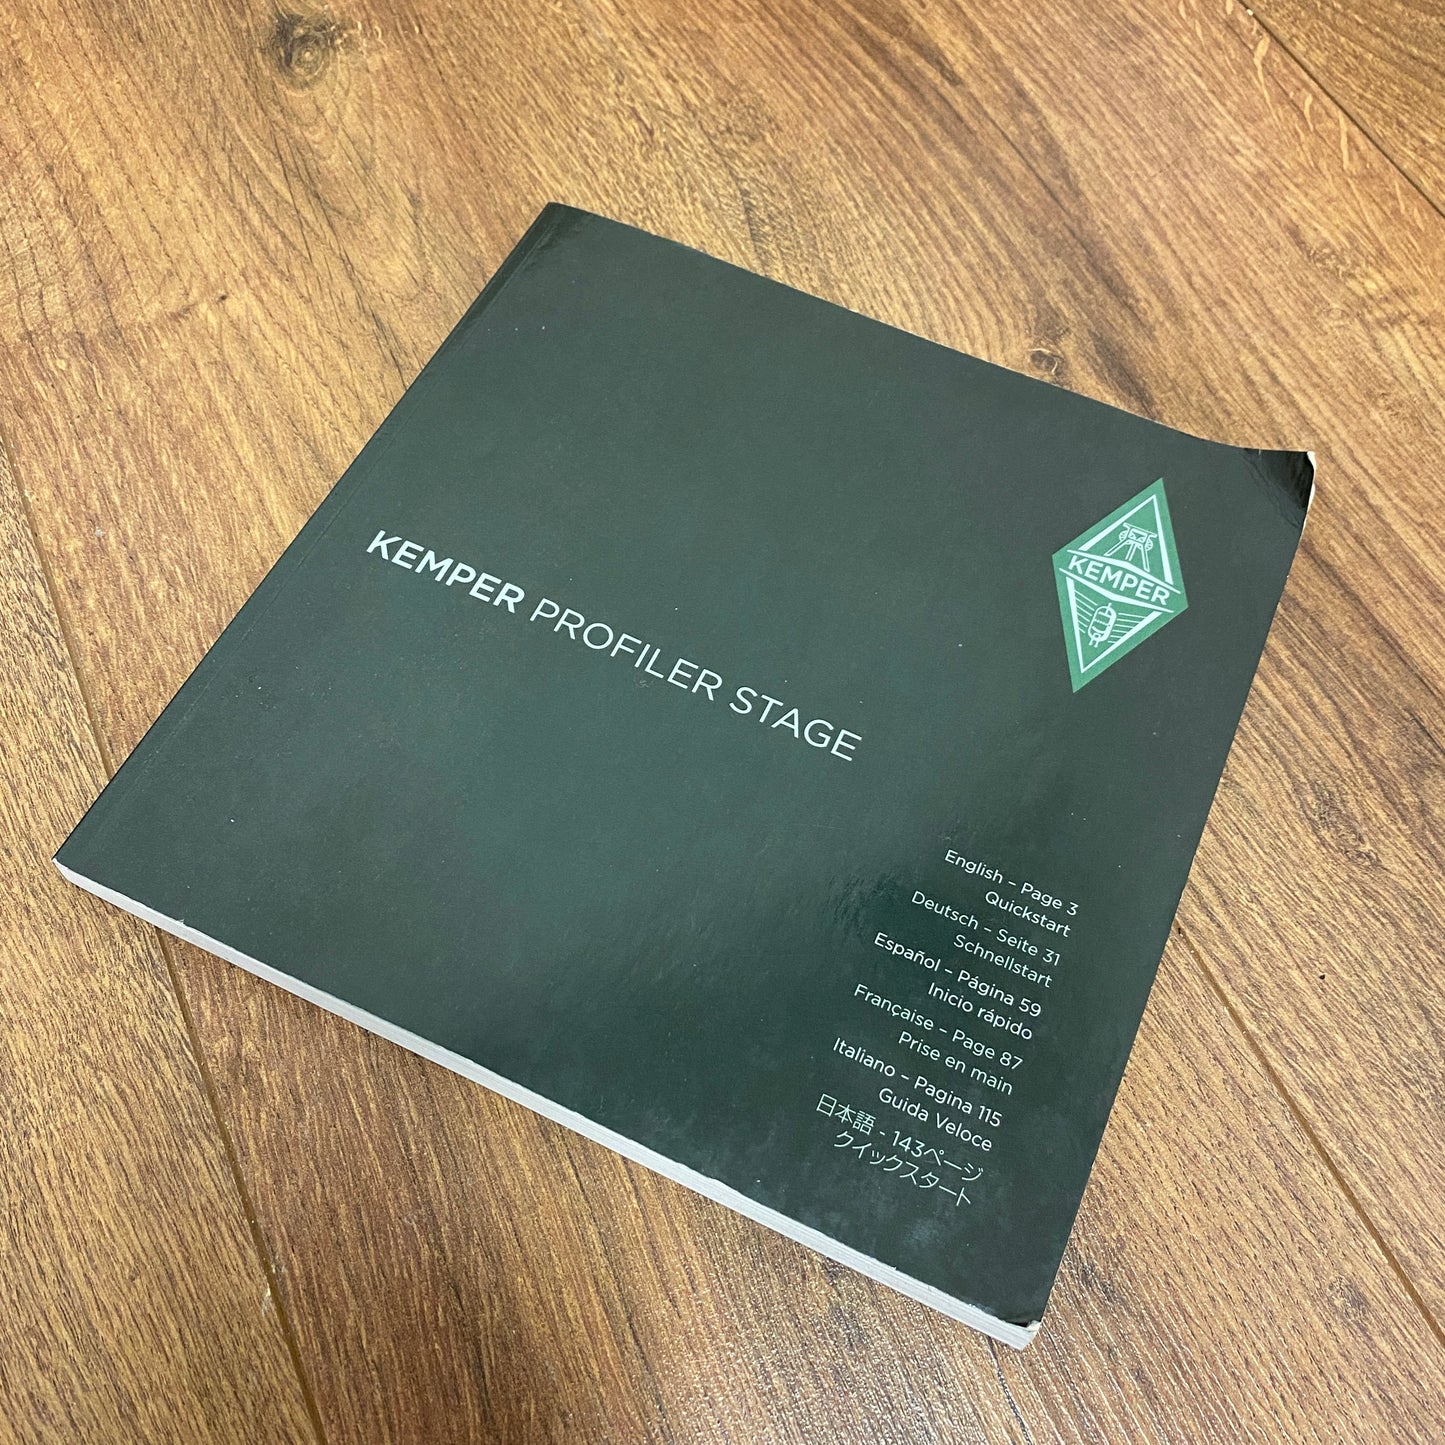 KEMPER
KEMPER PROFILER STAGE
English – Page 3
Quickstart
Deutsch – Seite 31
Schnellstart
Español – Página 59
Inicio rápido
Française – Page 87
Prise en main
Italiano – Pagina 115
Guida Veloce
日本語 - 143ページ
クイックスタート